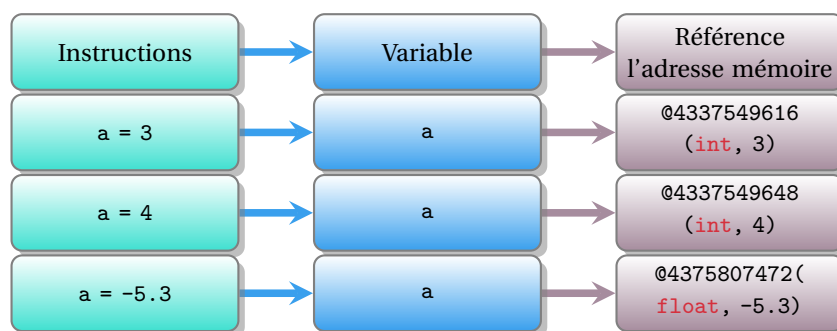 Instructions
Variable
Référence
l'adresse mémoire
a = 3
a
@4337549616
(int, 3)
a = 4
a
@4337549648
(int, 4)
a = -5.3
a
@4375807472(
float, -5.3)